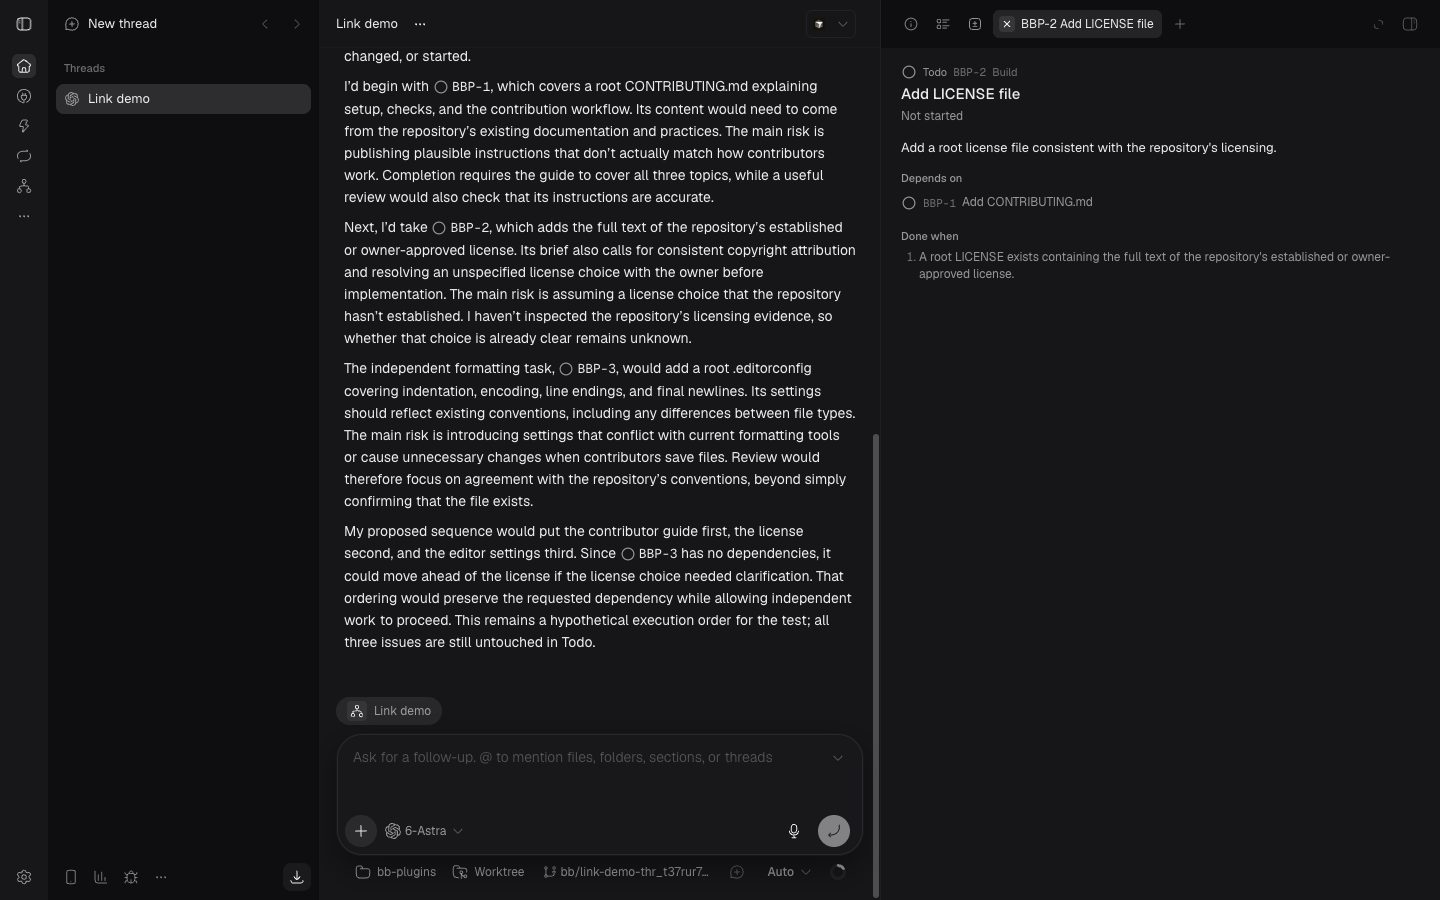 New thread
Threads
Link demo
Link demo
changed, or started.
I'd begin with BBP-1, which covers a root CONTRIBUTING.md explaining
setup, checks, and the contribution workflow. Its content would need to come
from the repository's existing documentation and practices. The main risk is
publishing plausible instructions that don't actually match how contributors
work. Completion requires the guide to cover all three topics, while a useful
review would also check that its instructions are accurate.
Next, I'd take BBP-2, which adds the full text of the repository's established
or owner-approved license. Its brief also calls for consistent copyright attribution
and resolving an unspecified license choice with the owner before
implementation. The main risk is assuming a license choice that the repository
hasn't established. I haven't inspected the repository's licensing evidence, so
whether that choice is already clear remains unknown.
The independent formatting task, BBP-3, would add a root .editorconfig
covering indentation, encoding, line endings, and final newlines. Its settings
should reflect existing conventions, including any differences between file types.
The main risk is introducing settings that conflict with current formatting tools
or cause unnecessary changes when contributors save files. Review would
therefore focus on agreement with the repository's conventions, beyond simply
confirming that the file exists.
My proposed sequence would put the contributor guide first, the license
second, and the editor settings third. Since BBP-3 has no dependencies, it
could move ahead of the license if the license choice needed clarification. That
ordering would preserve the requested dependency while allowing independent
work to proceed. This remains a hypothetical execution order for the test; all
three issues are still untouched in Todo.
Link demo
Ask for a follow-up. @ to mention files, folders, sections, or threads
6-Astra
bb-plugins Worktree bb/link-demo-thr_t37rur7... Auto
BBP-2 Add LICENSE file
Todo BBP-2 Build
Add LICENSE file
Not started
Add a root license file consistent with the repository's licensing.
Depends on
BBP-1 Add CONTRIBUTING.md
Done when
1. A root LICENSE exists containing the full text of the repository's established or owner-
approved license.